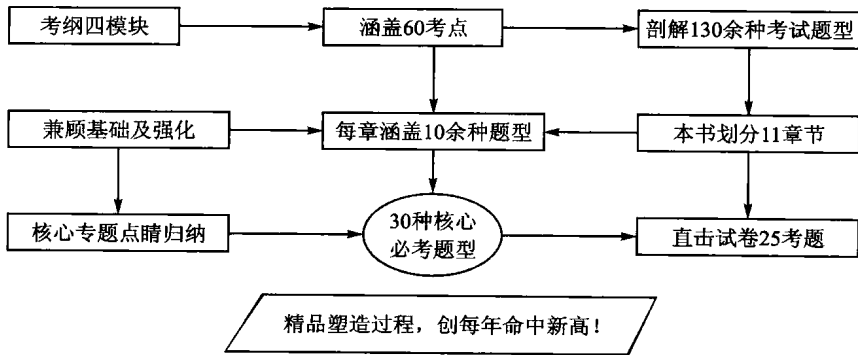 考纲四模块
涵盖60考点
剖解130余种考试题型
兼顾基础及强化
每章涵盖10余种题型
本书划分11章节
核心专题点睛归纳
30种核心
必考题型
直击试卷25考题
精品塑造过程，创每年命中新高！